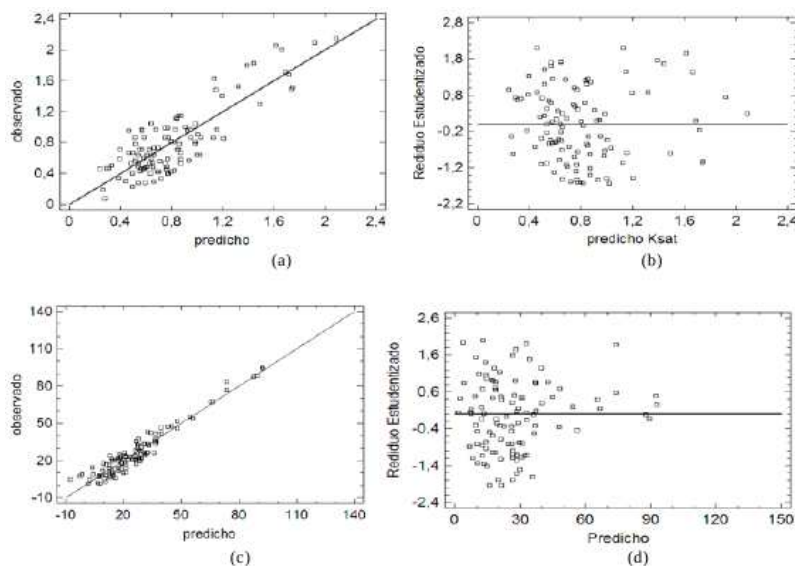 2,4
2
1,6
1,2
0,8
0,4
0
observado
0 0,4 0,8 1,2 1,6 2 2,4
predicho
(a)
2,8
1,8
0,8
-0,2
-1,2
-2,2
Rediduo Estudentizado
0 0,4 0,8 1,2 1,6 2 2,4
predicho Ksat
(b)
140
110
80
50
20
-10
observado
-10 20 50 80 110 140
predicho
(c)
2,6
1,6
0,6
-0,4
-1,4
-2,4
Rediduo Estudentizado
0 30 60 90 120 150
Predicho
(d)